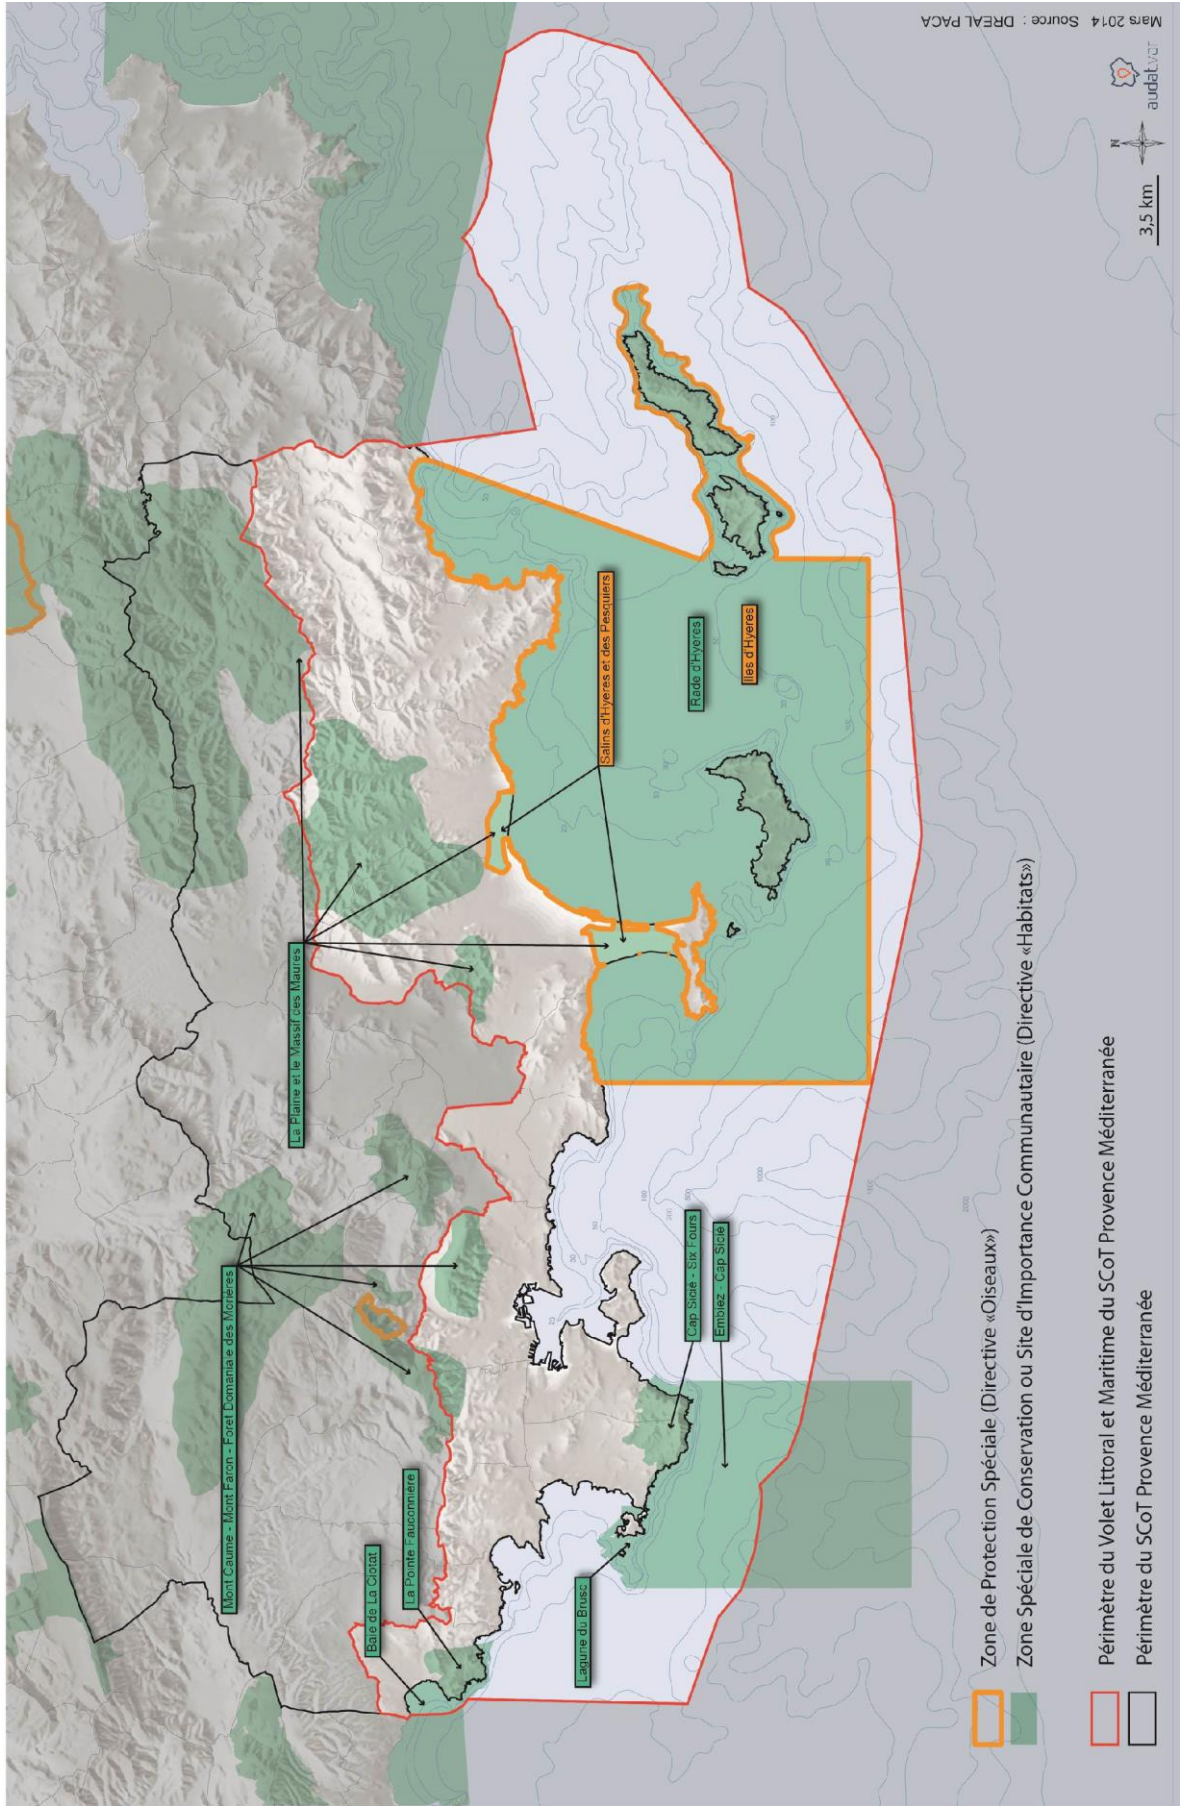 Mont Caume - Mont Faron - Foret Domaniale des Morières
La Plaine et le Massif des Maures
Baie de La Ciotat
La Pointe Fauconnière
Salins d'Hyeres et des Pesquiers
Lagune du Brusc
Cap Sicié - Six Fours
Embiez - Cap Sicié
Rade d'Hyeres
Iles d'Hyeres
Zone de Protection Spéciale (Directive «Oiseaux»)
Zone Spéciale de Conservation ou Site d'Importance Communautaire (Directive «Habitats»)
Périmètre du Volet Littoral et Maritime du SCoT Provence Méditerranée
Périmètre du SCoT Provence Méditerranée
3,5 km
N
audat.var
Mars 2014 Source : DREAL PACA